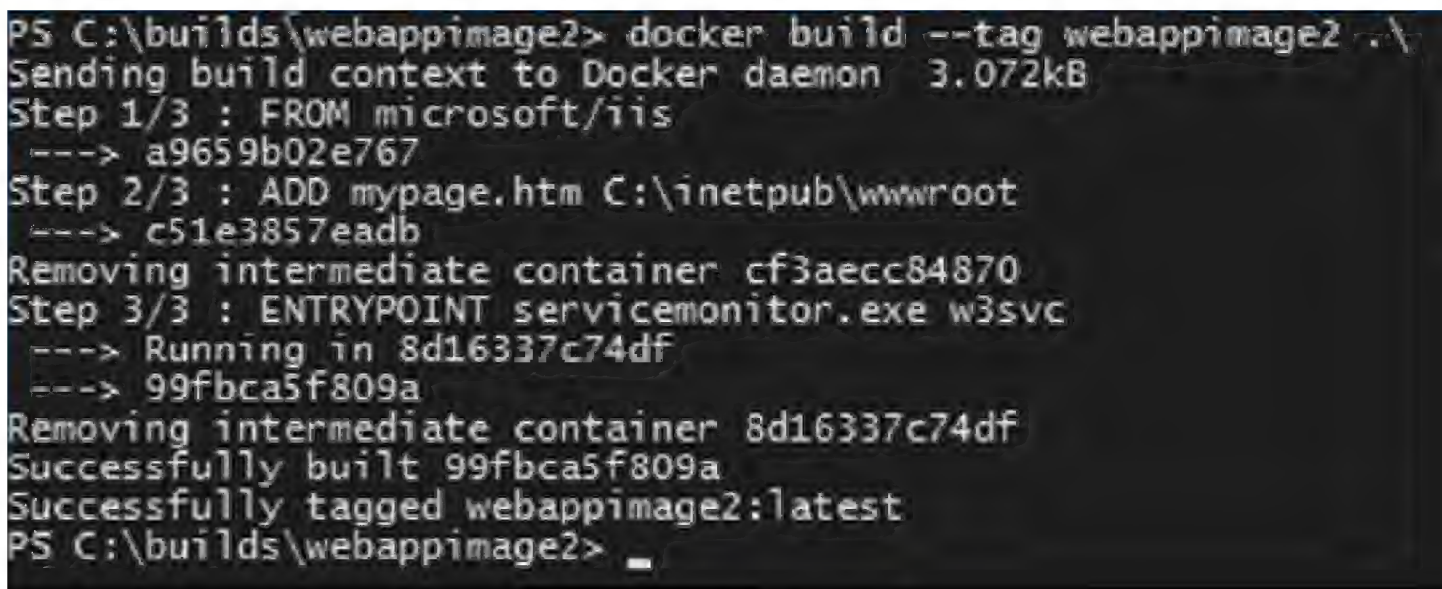 PS C:\builds\webappimage2> docker build --tag webappimage2 .\
Sending build context to Docker daemon  3.072kB
Step 1/3 : FROM microsoft/iis
 ---> a9659b02e767
Step 2/3 : ADD mypage.htm C:\inetpub\wwwroot
 ---> c51e3857eadb
Removing intermediate container cf3aecc84870
Step 3/3 : ENTRYPOINT servicemonitor.exe w3svc
 ---> Running in 8d16337c74df
 ---> 99fbca5f809a
Removing intermediate container 8d16337c74df
Successfully built 99fbca5f809a
Successfully tagged webappimage2:latest
PS C:\builds\webappimage2> _